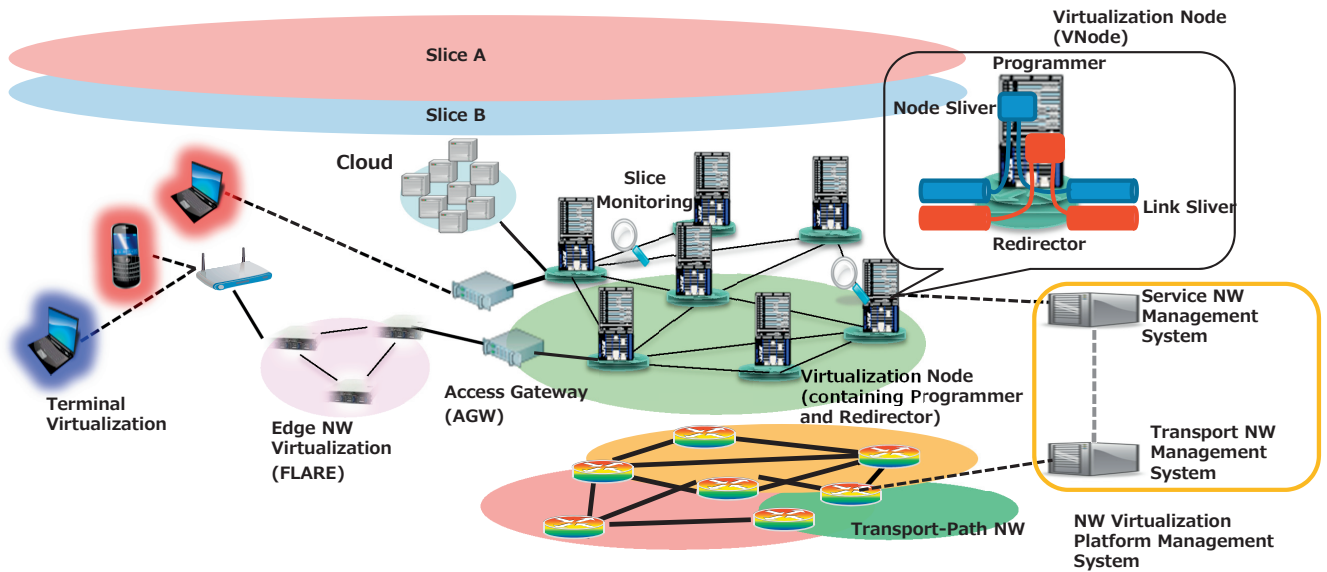 Virtualization Node
(VNode)
Slice A
Programmer
Node Sliver
Slice B
Cloud
Slice
Monitoring
Link Sliver
Redirector
Service NW
Management
System
Terminal
Virtualization
Access Gateway
(AGW)
Edge NW
Virtualization
(FLARE)
Virtualization Node
(containing Programmer
and Redirector)
Transport NW
Management
System
Transport-Path NW
NW Virtualization
Platform Management
System